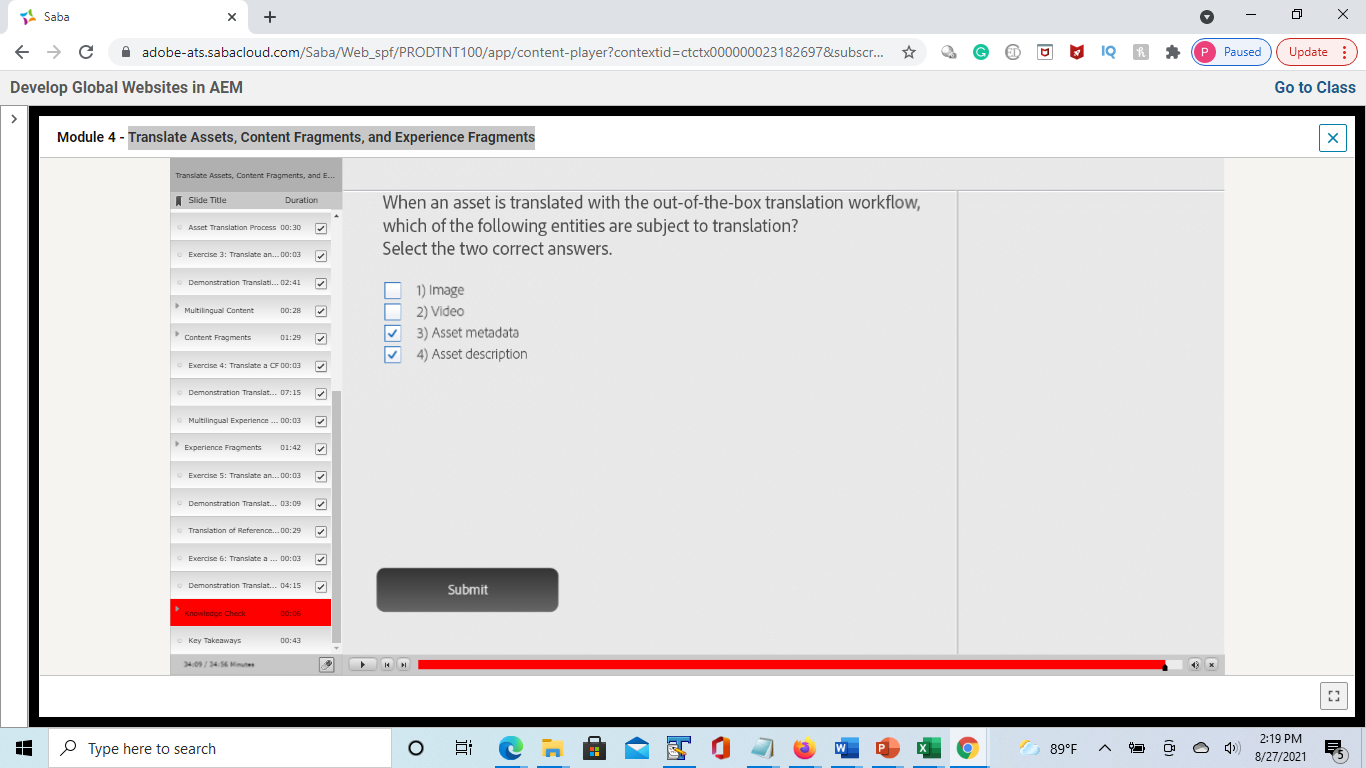 Saba
adobe-ats.sabacloud.com/Saba/Web_spf/PRODTNT100/app/content-player?contextid=ctctx000000023182697&subscr...
P Paused
Update
Develop Global Websites in AEM
Go to Class
Module 4 - Translate Assets, Content Fragments, and Experience Fragments
Translate Assets, Content Fragments, and E...
Slide Title Duration
Asset Translation Process 00:30
Exercise 3: Translate an... 00:03
Demonstration Translati... 02:41
Multilingual Content 00:28
Content Fragments 01:29
Exercise 4: Translate a CF 00:03
Demonstration Translat... 07:15
Multilingual Experience ... 00:03
Experience Fragments 01:42
Exercise 5: Translate an... 00:03
Demonstration Translat... 03:09
Translation of Reference... 00:29
Exercise 6: Translate a ... 00:03
Demonstration Translat... 04:15
Knowledge Check 00:06
Key Takeaways 00:43
34:09 / 34:56 Minutes
When an asset is translated with the out-of-the-box translation workflow,
which of the following entities are subject to translation?
Select the two correct answers.
1) Image
2) Video
3) Asset metadata
4) Asset description
Submit
Type here to search
89°F
2:19 PM
8/27/2021
5